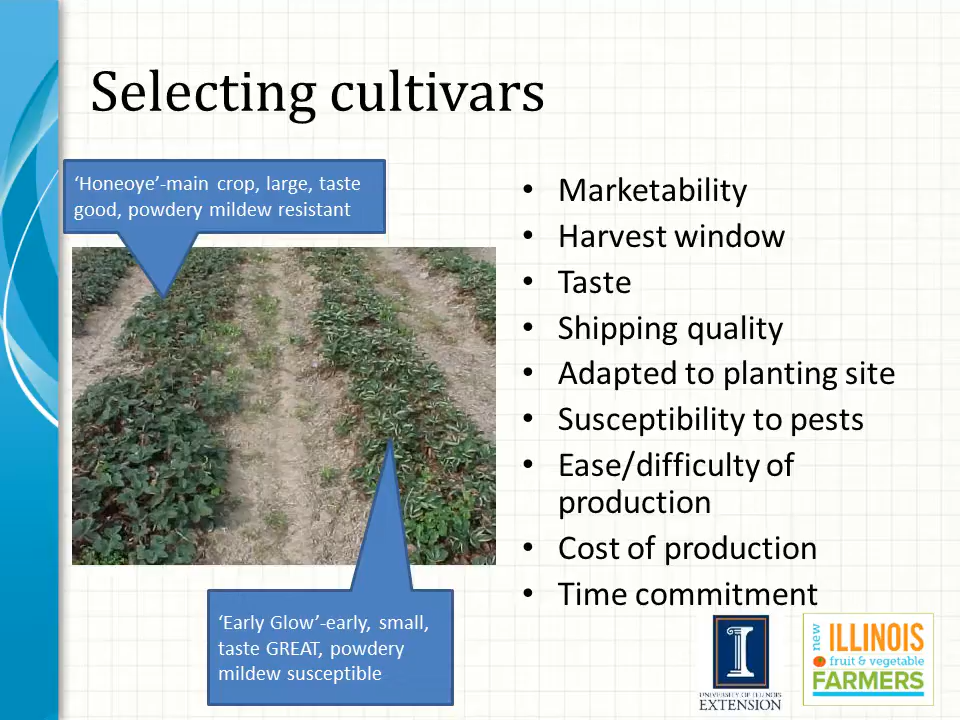 Selecting cultivars
‘Honeoye’-main crop, large, taste
good, powdery mildew resistant
• Marketability
• Harvest window
• Taste
• Shipping quality
• Adapted to planting site
• Susceptibility to pests
• Ease/difficulty of
production
• Cost of production
• Time commitment
‘Early Glow’-early, small,
taste GREAT, powdery
mildew susceptible
I
UNIVERSITY OF ILLINOIS
EXTENSION
new
ILLINOIS
fruit & vegetable
FARMERS